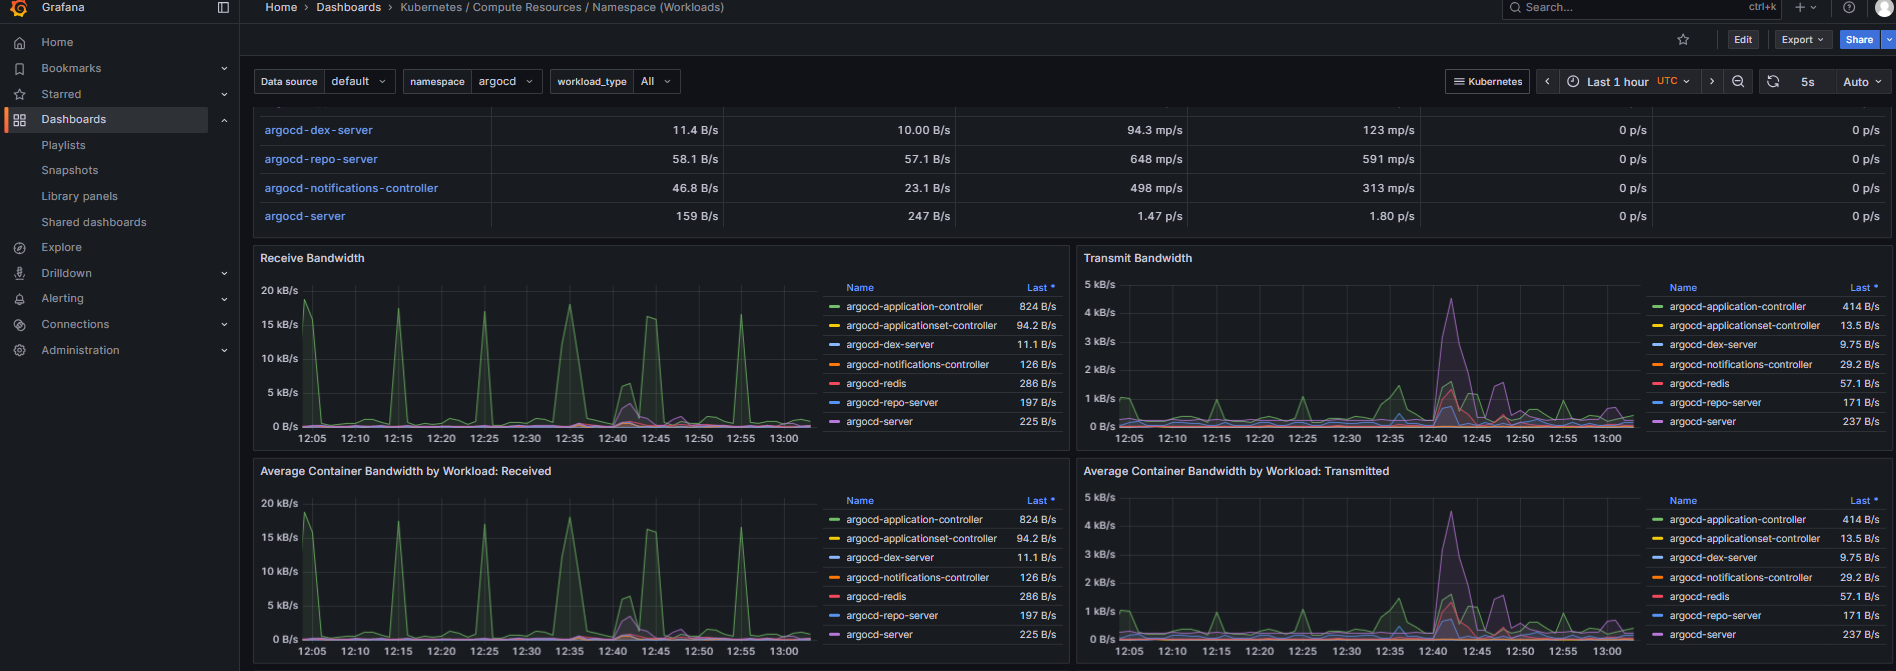 Grafana
Home › Dashboards › Kubernetes / Compute Resources / Namespace (Workloads)
Search... ctrl+k
Edit Export Share
Home
Bookmarks
Starred
Dashboards
Playlists
Snapshots
Library panels
Shared dashboards
Explore
Drilldown
Alerting
Connections
Administration
Data source default namespace argocd workload_type All
Kubernetes Last 1 hour UTC 5s Auto
argocd-dex-server 11.4 B/s 10.00 B/s 94.3 mp/s 123 mp/s 0 p/s 0 p/s
argocd-repo-server 58.1 B/s 57.1 B/s 648 mp/s 591 mp/s 0 p/s 0 p/s
argocd-notifications-controller 46.8 B/s 23.1 B/s 498 mp/s 313 mp/s 0 p/s 0 p/s
argocd-server 159 B/s 247 B/s 1.47 p/s 1.80 p/s 0 p/s 0 p/s
Receive Bandwidth
20 kB/s
15 kB/s
10 kB/s
5 kB/s
0 B/s
12:05 12:10 12:15 12:20 12:25 12:30 12:35 12:40 12:45 12:50 12:55 13:00
Name Last *
argocd-application-controller 824 B/s
argocd-applicationset-controller 94.2 B/s
argocd-dex-server 11.1 B/s
argocd-notifications-controller 126 B/s
argocd-redis 286 B/s
argocd-repo-server 197 B/s
argocd-server 225 B/s
Transmit Bandwidth
5 kB/s
4 kB/s
3 kB/s
2 kB/s
1 kB/s
0 B/s
12:05 12:10 12:15 12:20 12:25 12:30 12:35 12:40 12:45 12:50 12:55 13:00
Name Last *
argocd-application-controller 414 B/s
argocd-applicationset-controller 13.5 B/s
argocd-dex-server 9.75 B/s
argocd-notifications-controller 29.2 B/s
argocd-redis 57.1 B/s
argocd-repo-server 171 B/s
argocd-server 237 B/s
Average Container Bandwidth by Workload: Received
20 kB/s
15 kB/s
10 kB/s
5 kB/s
0 B/s
12:05 12:10 12:15 12:20 12:25 12:30 12:35 12:40 12:45 12:50 12:55 13:00
Name Last *
argocd-application-controller 824 B/s
argocd-applicationset-controller 94.2 B/s
argocd-dex-server 11.1 B/s
argocd-notifications-controller 126 B/s
argocd-redis 286 B/s
argocd-repo-server 197 B/s
argocd-server 225 B/s
Average Container Bandwidth by Workload: Transmitted
5 kB/s
4 kB/s
3 kB/s
2 kB/s
1 kB/s
0 B/s
12:05 12:10 12:15 12:20 12:25 12:30 12:35 12:40 12:45 12:50 12:55 13:00
Name Last *
argocd-application-controller 414 B/s
argocd-applicationset-controller 13.5 B/s
argocd-dex-server 9.75 B/s
argocd-notifications-controller 29.2 B/s
argocd-redis 57.1 B/s
argocd-repo-server 171 B/s
argocd-server 237 B/s